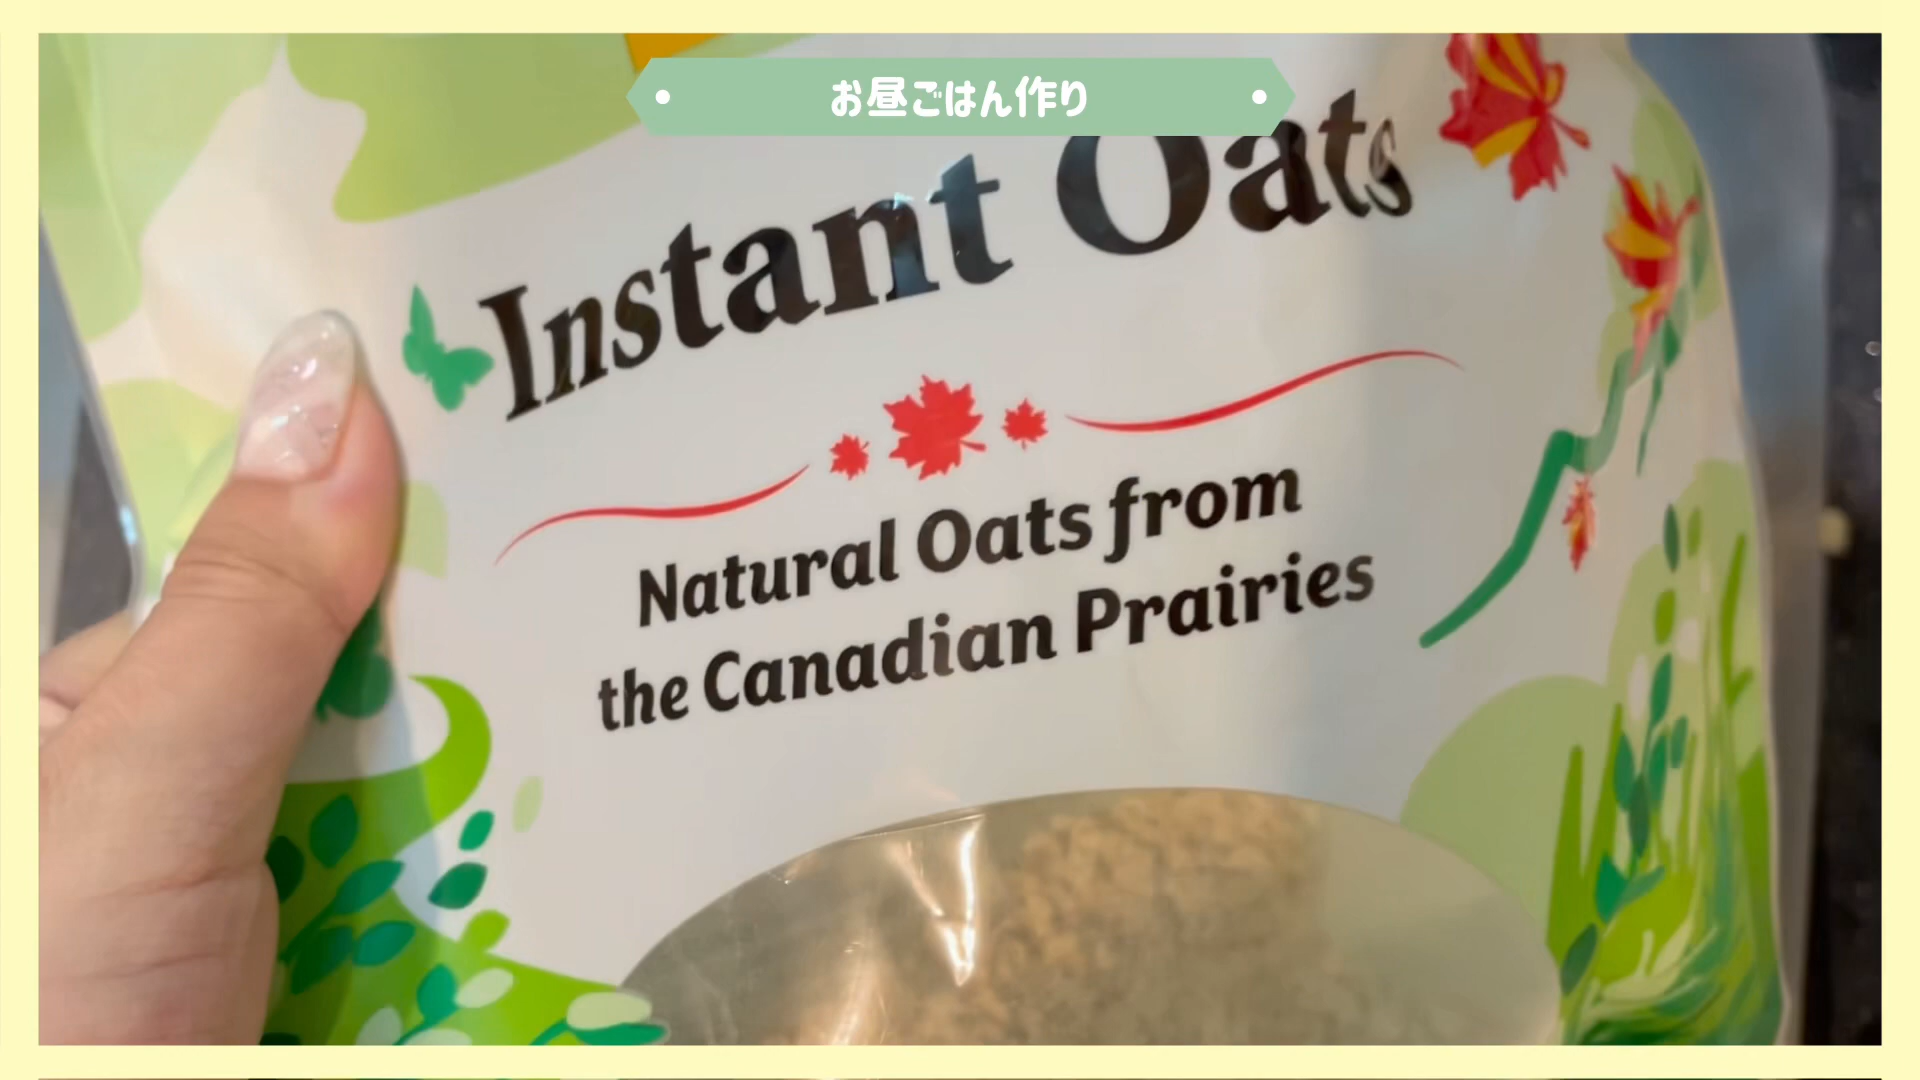 お昼ごはん作り
Instant Oats
Natural Oats from
the Canadian Prairies